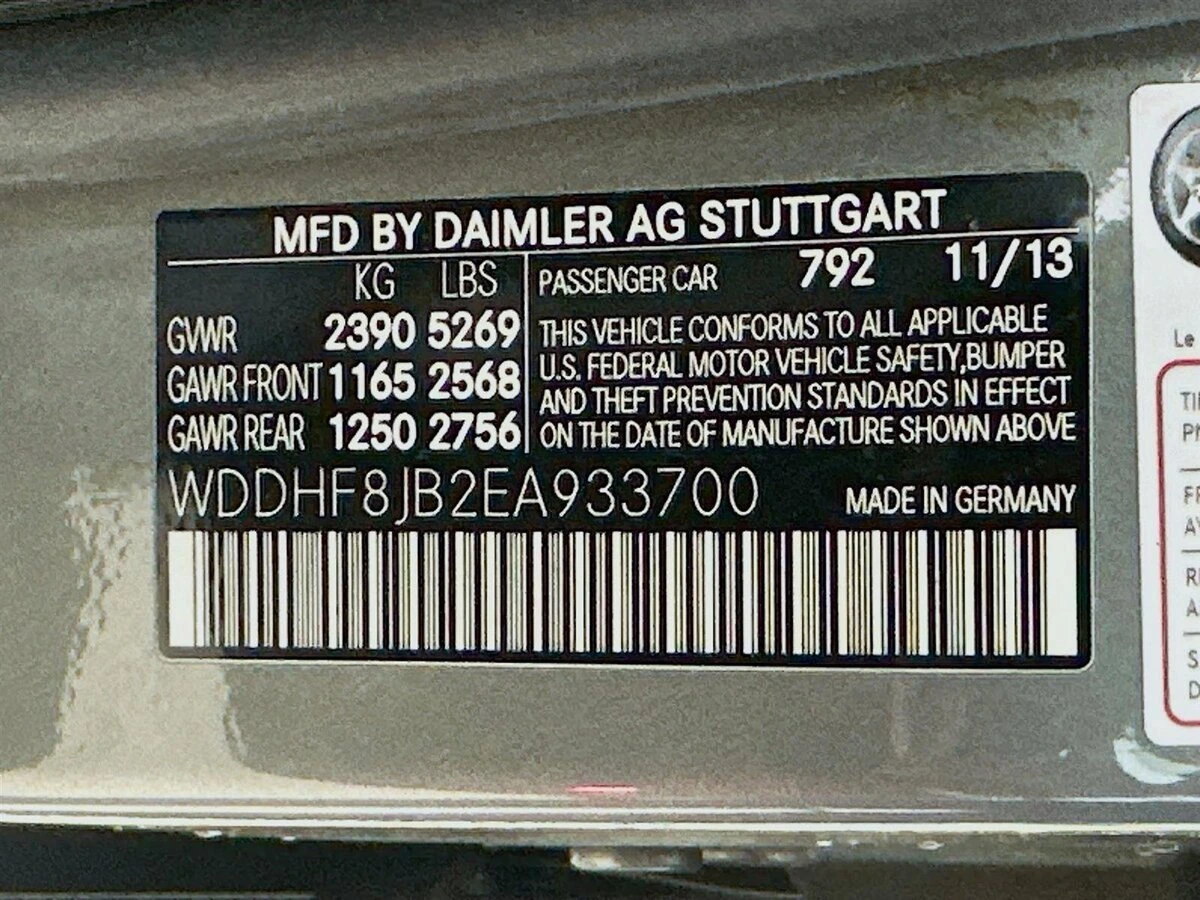 MFD BY DAIMLER AG STUTTGART
KG LBS
GVWR 2390 5269
GAWR FRONT 1165 2568
GAWR REAR 1250 2756
PASSENGER CAR 792 11/13
THIS VEHICLE CONFORMS TO ALL APPLICABLE
U.S. FEDERAL MOTOR VEHICLE SAFETY,BUMPER
AND THEFT PREVENTION STANDARDS IN EFFECT
ON THE DATE OF MANUFACTURE SHOWN ABOVE
WDDHF8JB2EA933700 MADE IN GERMANY
Le